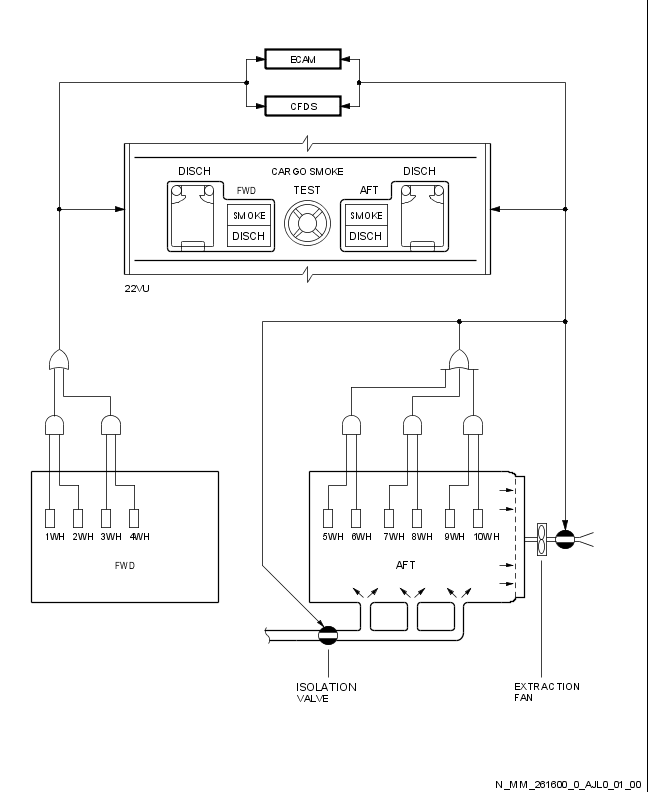 ECAM
CFDS
DISCH CARGO SMOKE DISCH
FWD TEST AFT
SMOKE SMOKE
DISCH DISCH
22VU
1WH 2WH 3WH 4WH 5WH 6WH 7WH 8WH 9WH 10WH
FWD AFT
ISOLATION
VALVE
EXTRACTION
FAN
N_MM_261600_0_AJL0_01_00